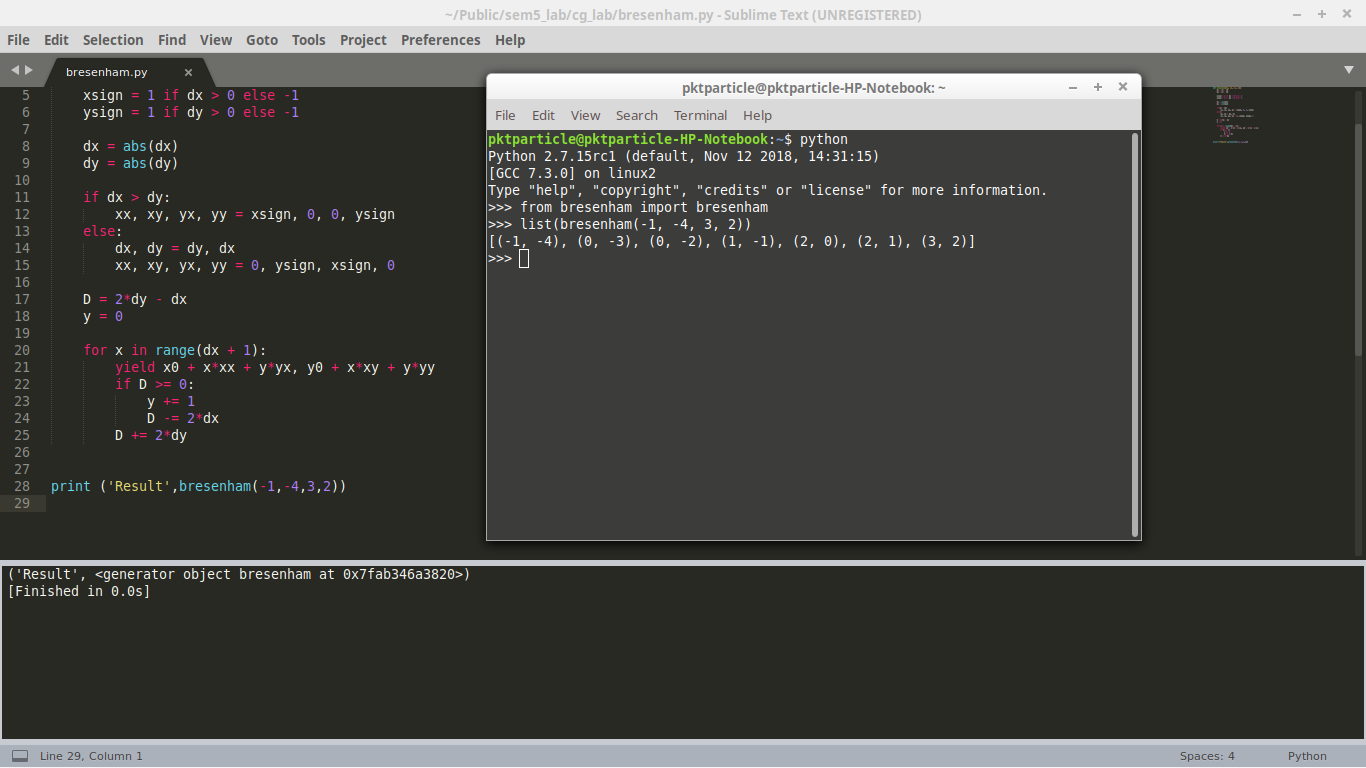 ~/Public/sem5_lab/cg_lab/bresenham.py - Sublime Text (UNREGISTERED)
File Edit Selection Find View Goto Tools Project Preferences Help
bresenham.py
5     xsign = 1 if dx > 0 else -1
6     ysign = 1 if dy > 0 else -1
7
8     dx = abs(dx)
9     dy = abs(dy)
10
11     if dx > dy:
12         xx, xy, yx, yy = xsign, 0, 0, ysign
13     else:
14         dx, dy = dy, dx
15         xx, xy, yx, yy = 0, ysign, xsign, 0
16
17     D = 2*dy - dx
18     y = 0
19
20     for x in range(dx + 1):
21         yield x0 + x*xx + y*yx, y0 + x*xy + y*yy
22         if D >= 0:
23             y += 1
24             D -= 2*dx
25         D += 2*dy
26
27
28 print ('Result',bresenham(-1,-4,3,2))
29
pktparticle@pktparticle-HP-Notebook: ~
File Edit View Search Terminal Help
pktparticle@pktparticle-HP-Notebook:~$ python
Python 2.7.15rc1 (default, Nov 12 2018, 14:31:15)
[GCC 7.3.0] on linux2
Type "help", "copyright", "credits" or "license" for more information.
>>> from bresenham import bresenham
>>> list(bresenham(-1, -4, 3, 2))
[(-1, -4), (0, -3), (0, -2), (1, -1), (2, 0), (2, 1), (3, 2)]
>>>
('Result', <generator object bresenham at 0x7fab346a3820>)
[Finished in 0.0s]
Line 29, Column 1
Spaces: 4
Python